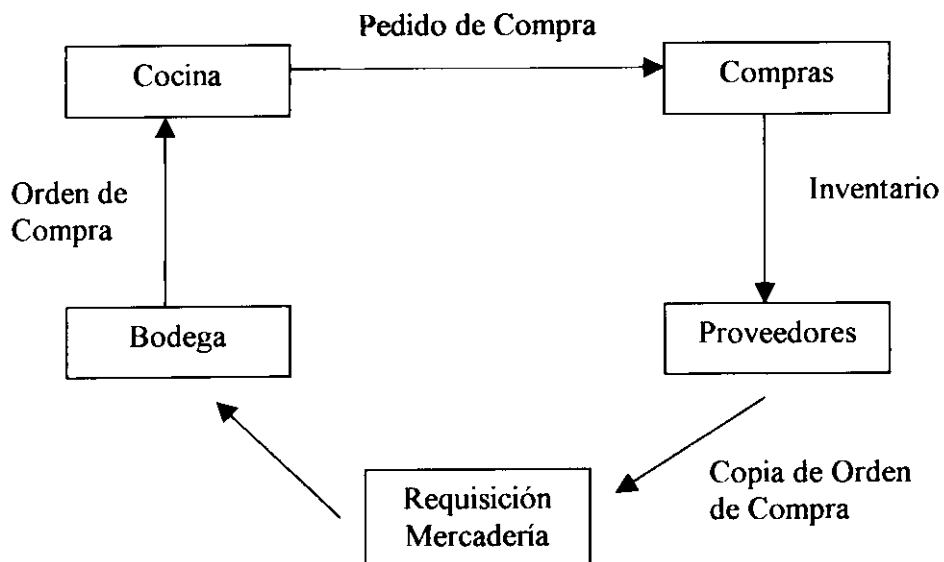 Pedido de Compra
Cocina
Compras
Orden de
Compra
Inventario
Bodega
Proveedores
Requisición
Mercadería
Copia de Orden
de Compra